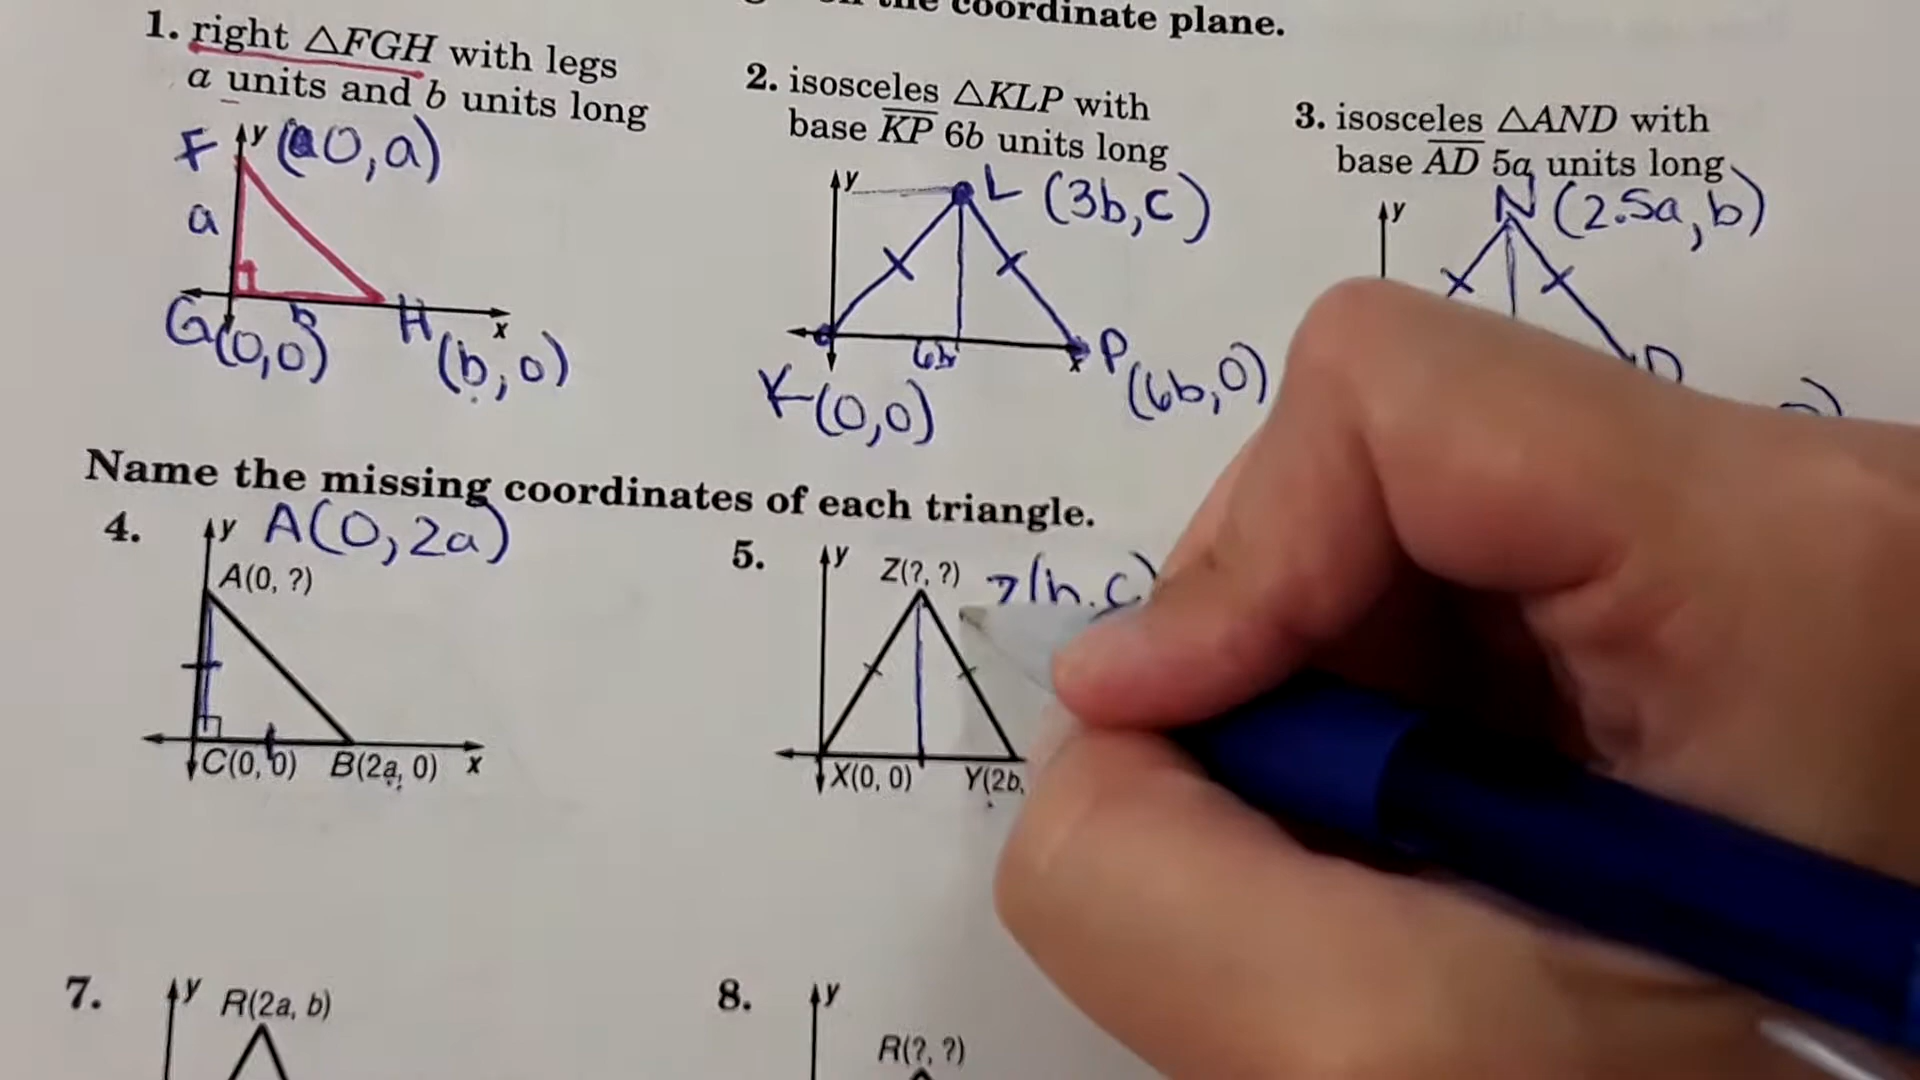 the coordinate plane.
1. right △FGH with legs
a units and b units long
F y (0, a)
a
G(0,0) b H x
(b, 0)
2. isosceles △KLP with
base KP 6b units long
y L (3b, c)
6b P
x (6b, 0)
K(0,0)
3. isosceles △AND with
base AD 5a units long
y N (2.5a, b)
D
Name the missing coordinates of each triangle.
4. y A(0, 2a)
A(0, ?)
C(0, 0) B(2a, 0) x
5. y Z(?, ?) Z(b, c)
X(0, 0) Y(2b,
7. y R(2a, b)
8. y
R(?, ?)